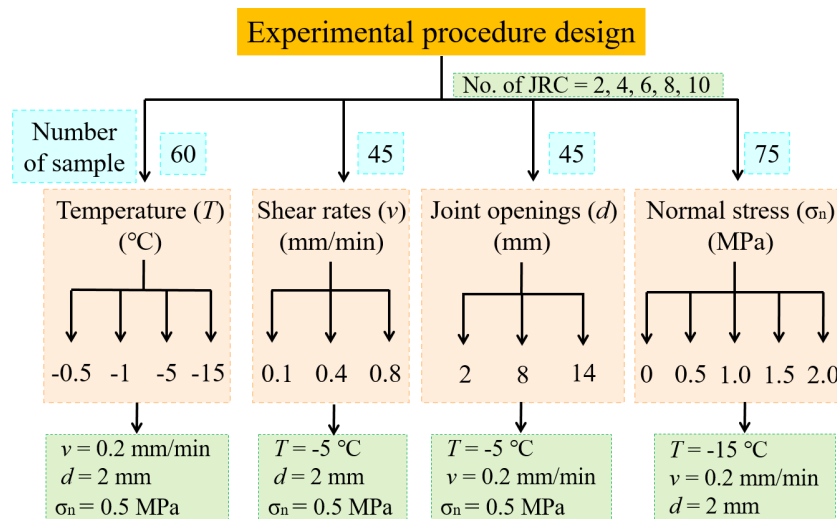 Experimental procedure design
No. of JRC = 2, 4, 6, 8, 10
Number
of sample
60
45
45
75
Temperature (T)
(℃)
-0.5 -1 -5 -15
Shear rates (v)
(mm/min)
0.1 0.4 0.8
Joint openings (d)
(mm)
2 8 14
Normal stress (σn)
(MPa)
0 0.5 1.0 1.5 2.0
v = 0.2 mm/min
d = 2 mm
σn = 0.5 MPa
T = -5 ℃
d = 2 mm
σn = 0.5 MPa
T = -5 ℃
v = 0.2 mm/min
σn = 0.5 MPa
T = -15 ℃
v = 0.2 mm/min
d = 2 mm